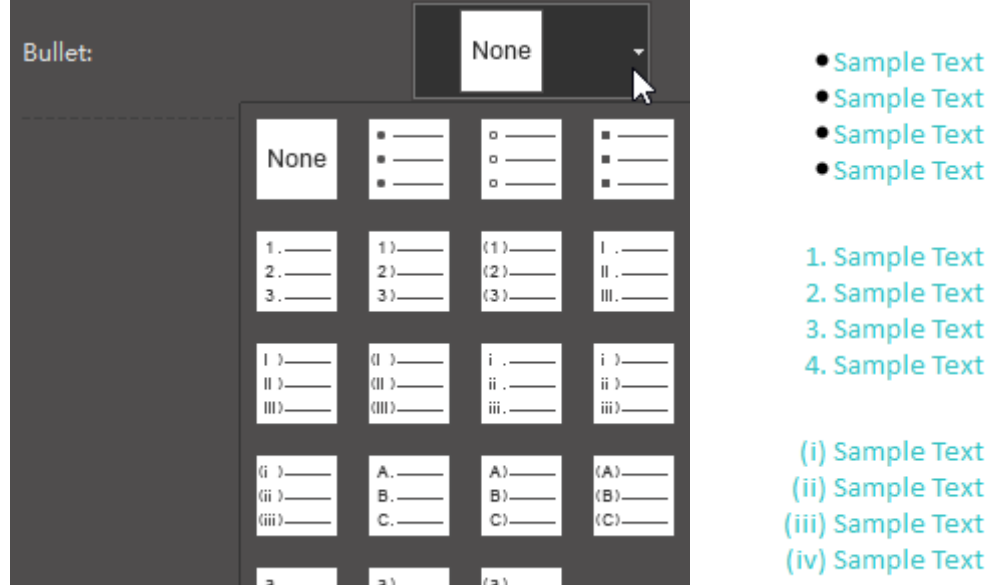 Bullet:
None
None
1.
2.
3.
1)
2)
3)
(1)
(2)
(3)
I .
II .
III.
I )
II )
III)
(I )
(II )
(III)
i .
ii .
iii.
i )
ii )
iii)
(i )
(ii )
(iii)
A.
B.
C.
A)
B)
C)
(A)
(B)
(C)
• Sample Text
• Sample Text
• Sample Text
• Sample Text
1. Sample Text
2. Sample Text
3. Sample Text
4. Sample Text
(i) Sample Text
(ii) Sample Text
(iii) Sample Text
(iv) Sample Text